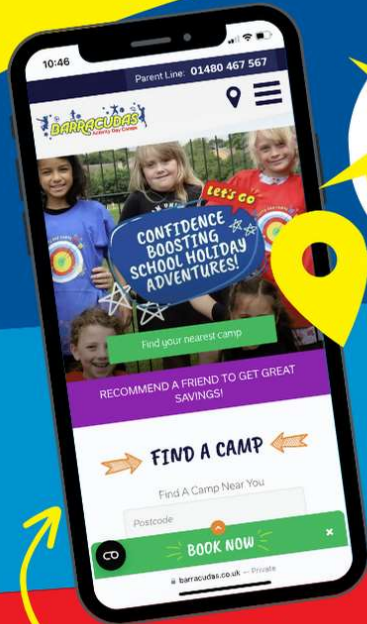 10:46
Parent Line: 01480 467 567
BARRACUDAS
Activity Day Camps
Let's GO
CONFIDENCE
BOOSTING
SCHOOL HOLIDAY
ADVENTURES!
Find your nearest camp
RECOMMEND A FRIEND TO GET GREAT
SAVINGS!
FIND A CAMP
Find A Camp Near You
Postcode
BOOK NOW
×
barracudas.co.uk — Private